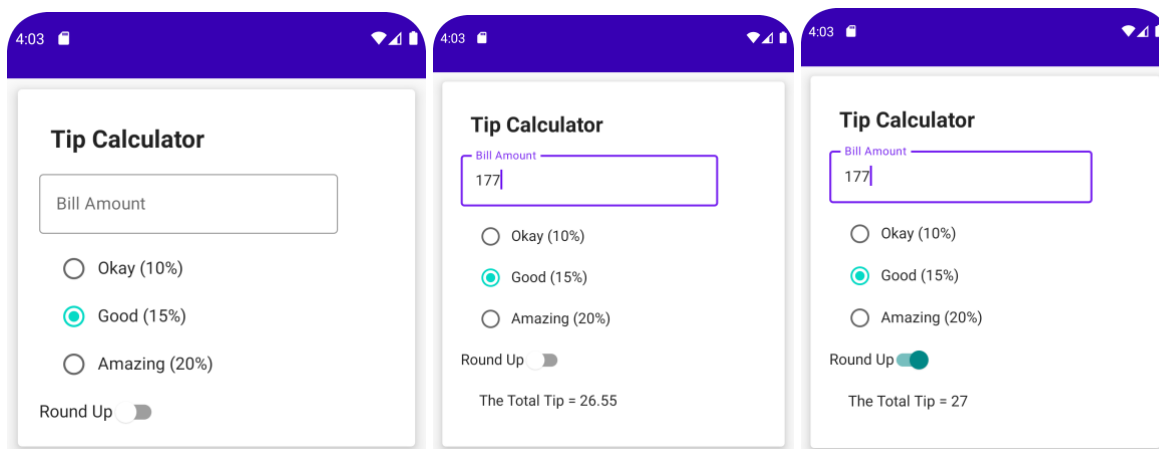 4:03
Tip Calculator
Bill Amount
Okay (10%)
Good (15%)
Amazing (20%)
Round Up
4:03
Tip Calculator
Bill Amount
177
Okay (10%)
Good (15%)
Amazing (20%)
Round Up
The Total Tip = 26.55
4:03
Tip Calculator
Bill Amount
177
Okay (10%)
Good (15%)
Amazing (20%)
Round Up
The Total Tip = 27